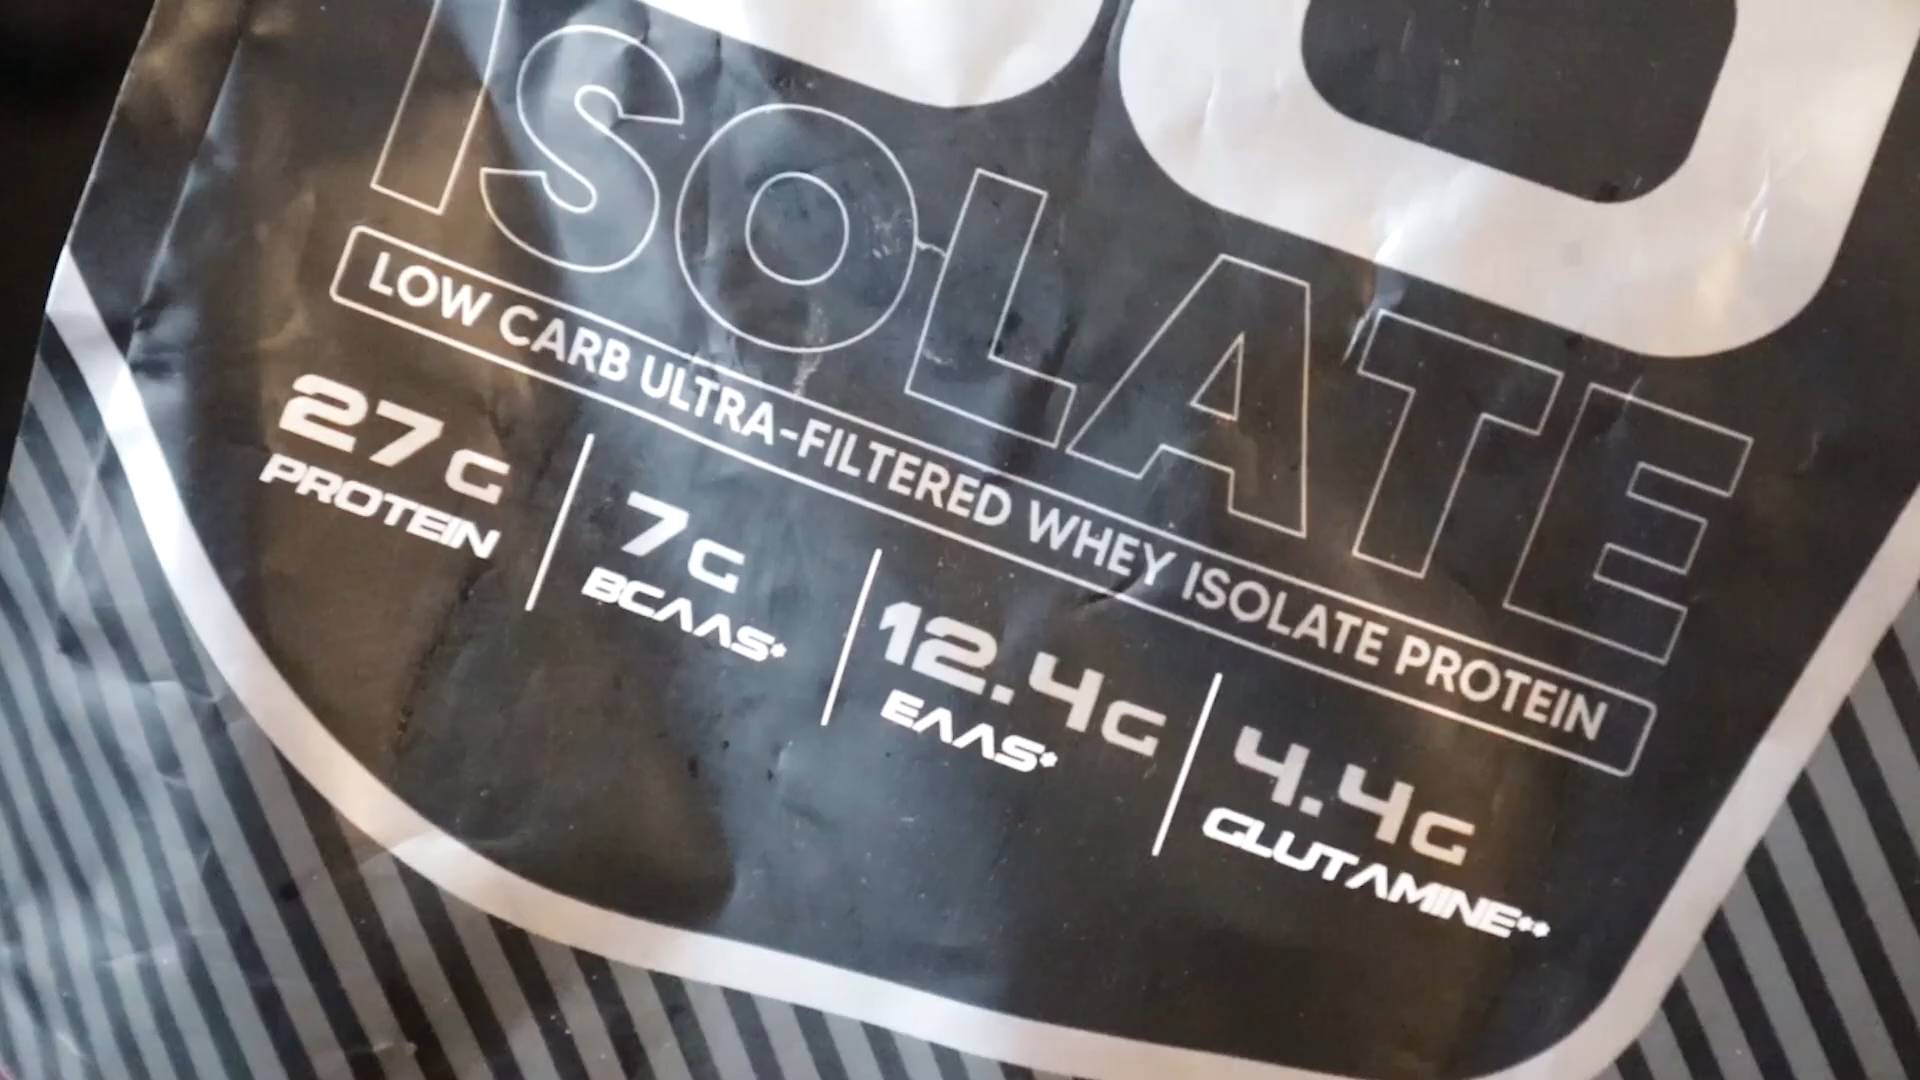 ISOLATE
LOW CARB ULTRA-FILTERED WHEY ISOLATE PROTEIN
27G
PROTEIN
7G
BCAAS*
12.4G
EAAS*
4.4G
GLUTAMINE**